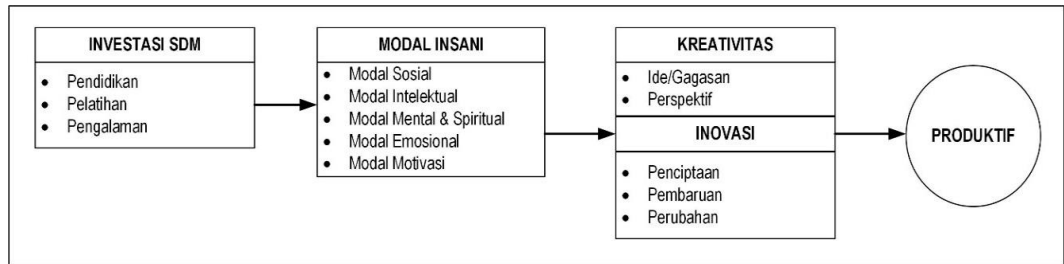 INVESTASI SDM
• Pendidikan
• Pelatihan
• Pengalaman
MODAL INSANI
• Modal Sosial
• Modal Intelektual
• Modal Mental & Spiritual
• Modal Emosional
• Modal Motivasi
KREATIVITAS
• Ide/Gagasan
• Perspektif
INOVASI
• Penciptaan
• Pembaruan
• Perubahan
PRODUKTIF